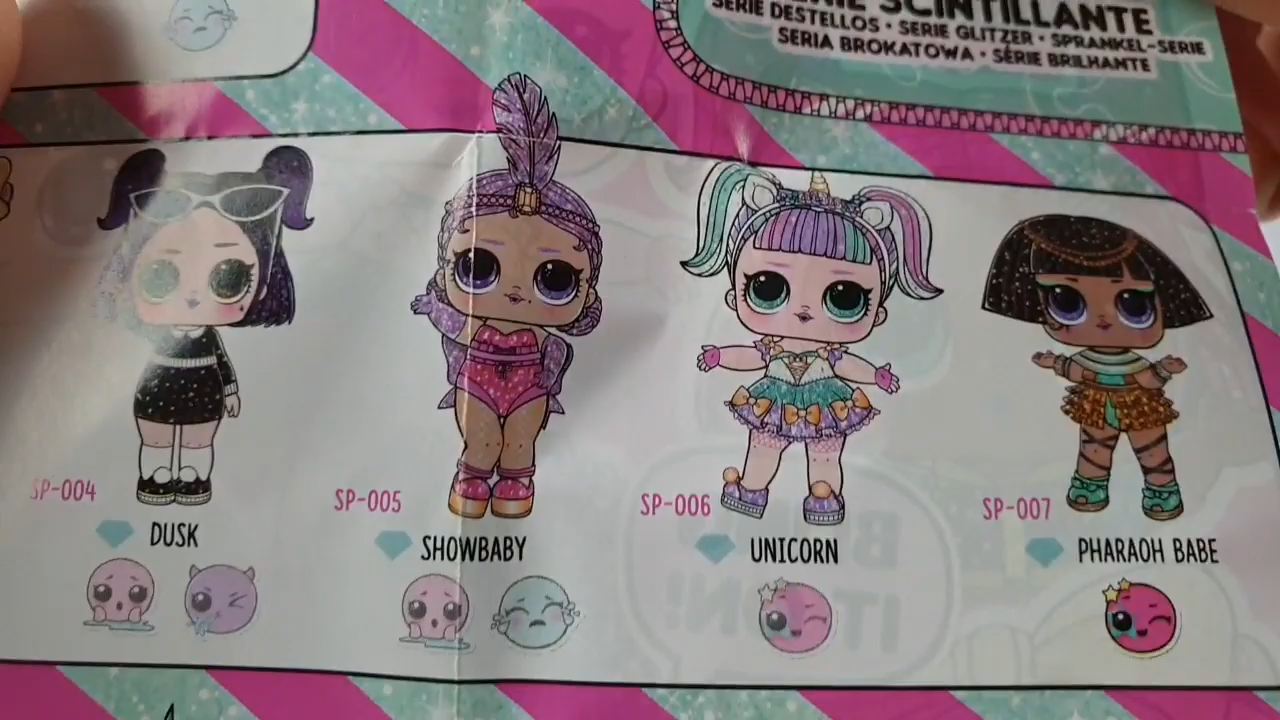 SCINTILLANTE
SERIE DESTELLOS • SERIE GLITZER • SPRANKEL-SERIE
SERIA BROKATOWA • SÉRIE BRILHANTE
SP-004
DUSK
SP-005
SHOWBABY
SP-006
UNICORN
SP-007
PHARAOH BABE